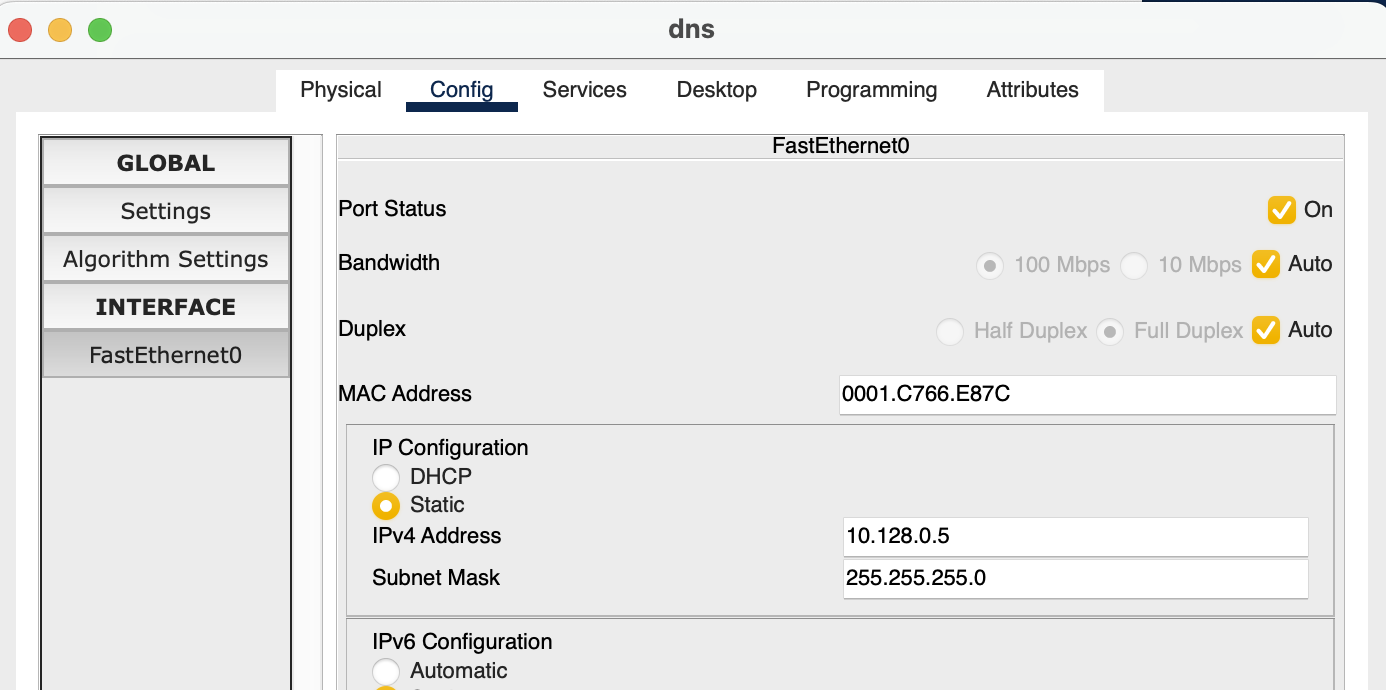 dns
Physical Config Services Desktop Programming Attributes
GLOBAL
Settings
Algorithm Settings
INTERFACE
FastEthernet0
FastEthernet0
Port Status On
Bandwidth 100 Mbps 10 Mbps Auto
Duplex Half Duplex Full Duplex Auto
MAC Address 0001.C766.E87C
IP Configuration
DHCP
Static
IPv4 Address 10.128.0.5
Subnet Mask 255.255.255.0
IPv6 Configuration
Automatic